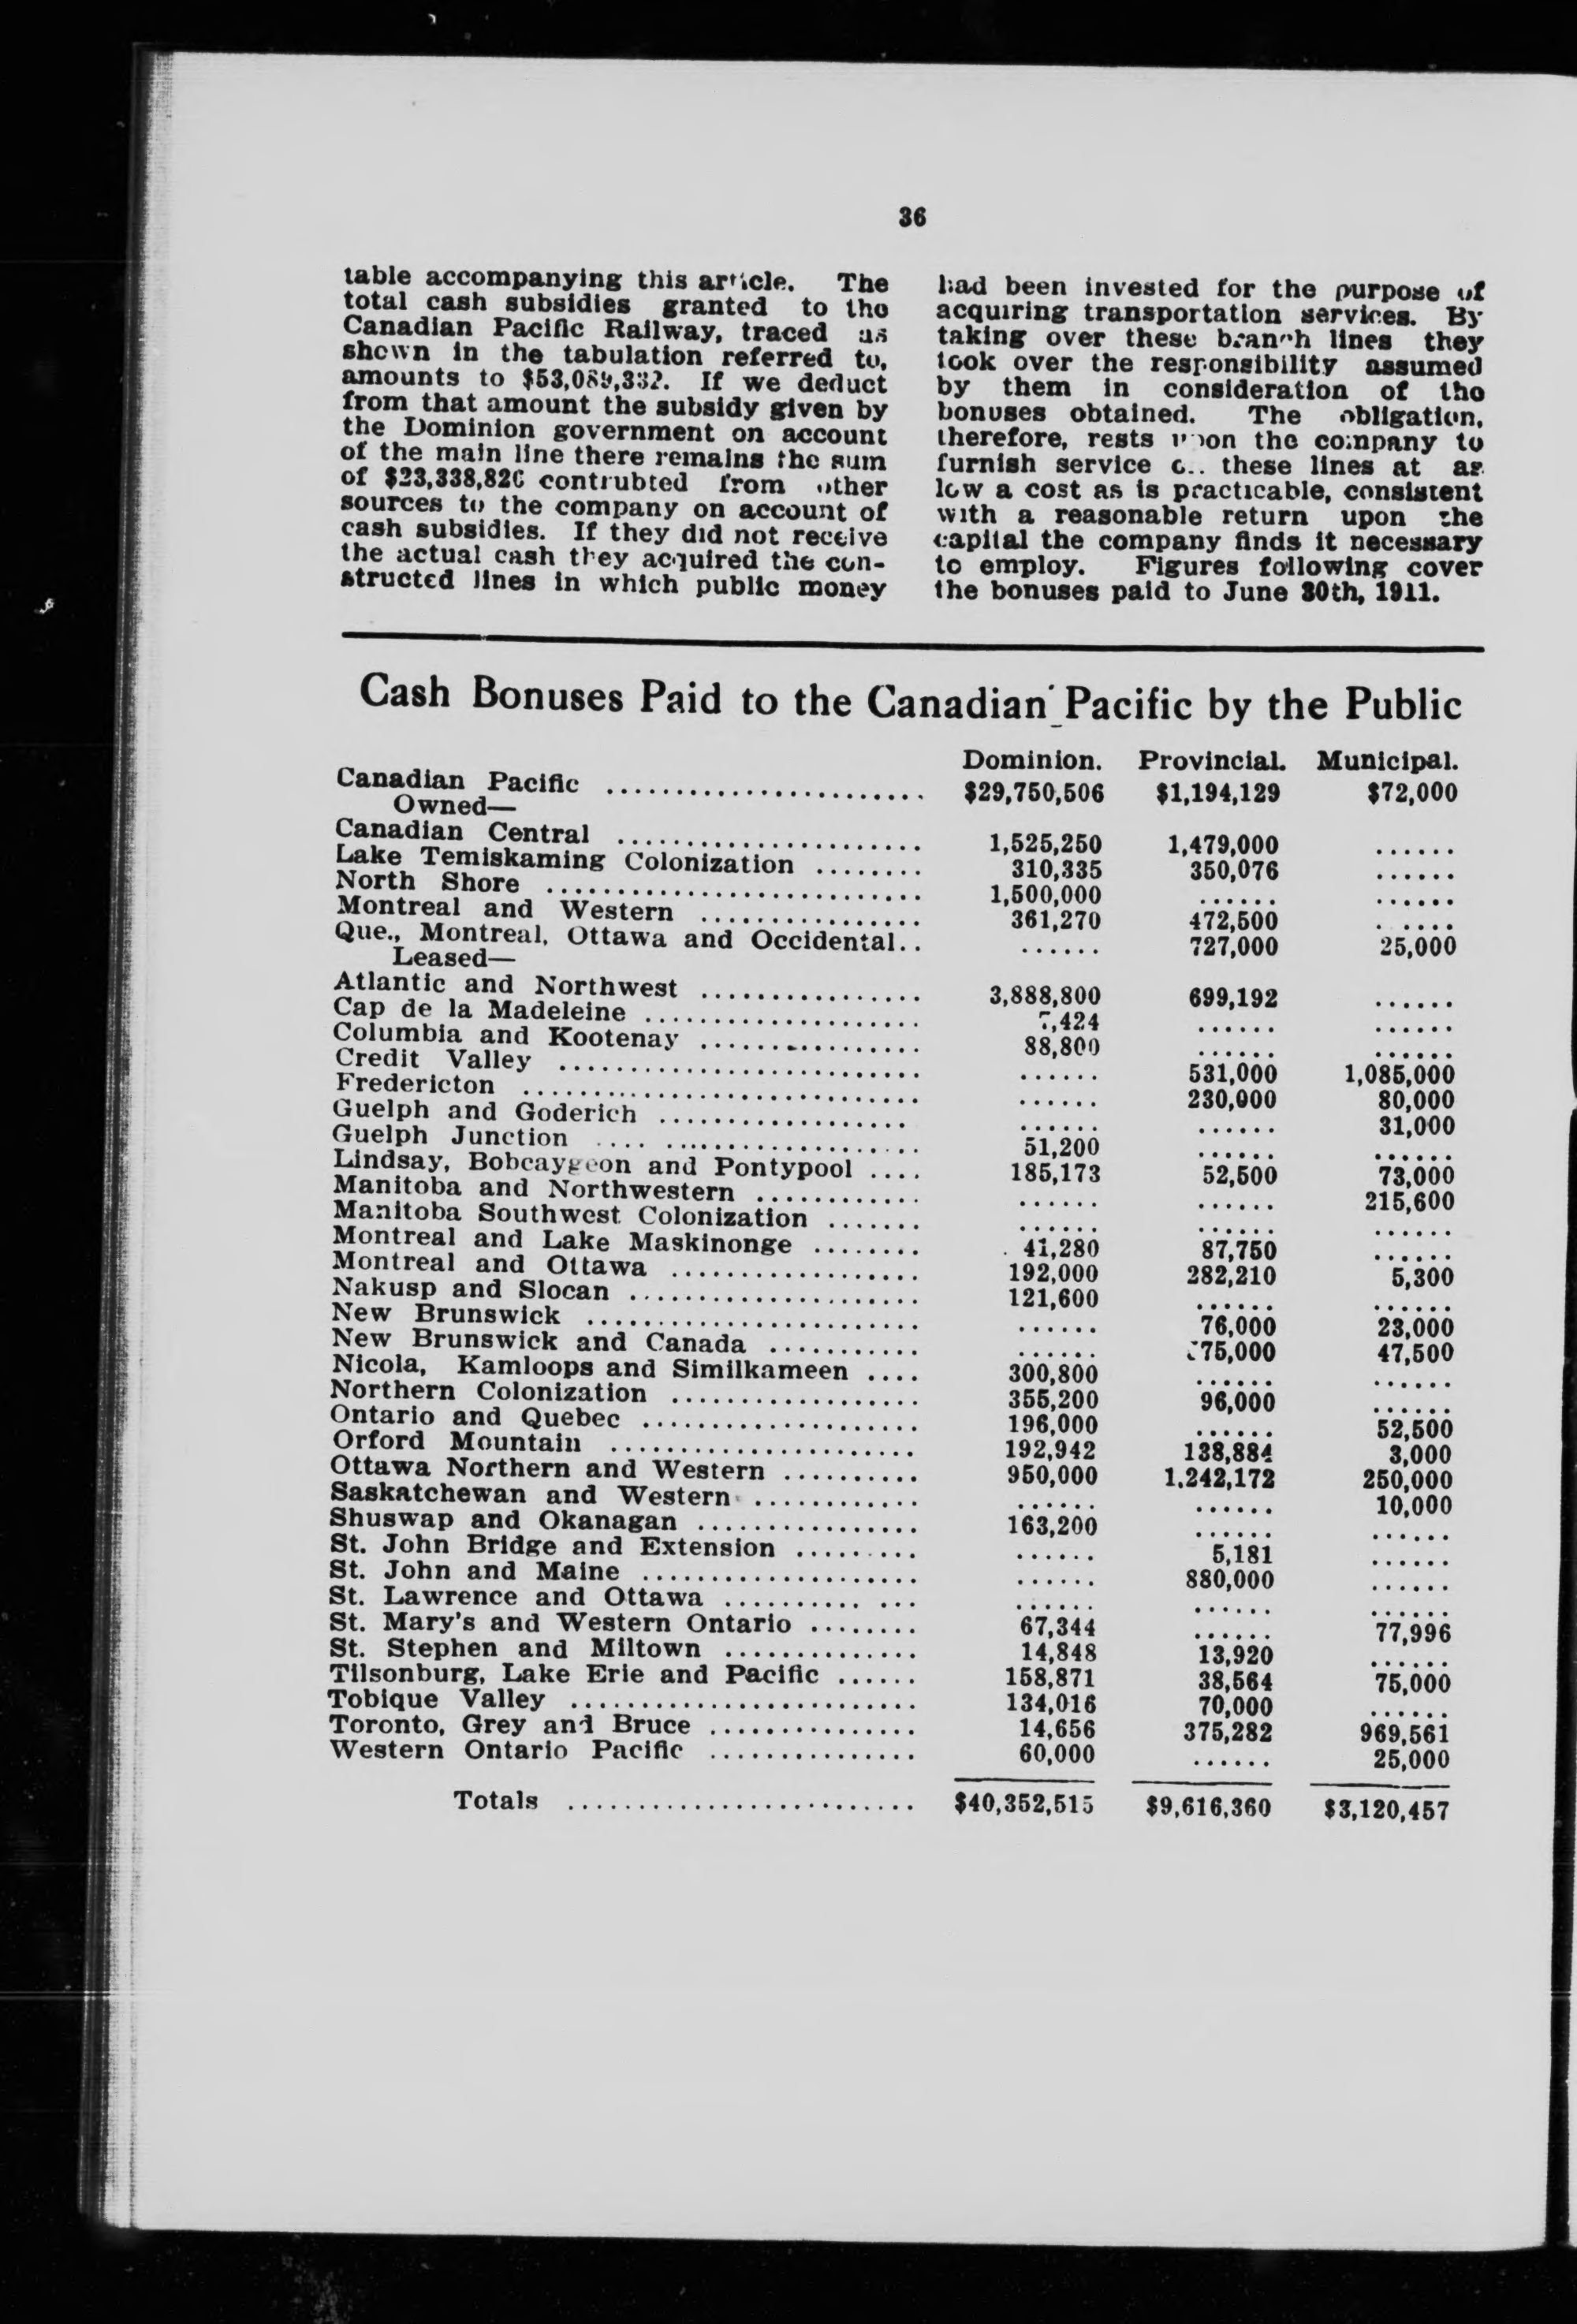 36
table accompanying this article. The
total cash subsidies granted to the
Canadian Pacific Railway, traced as
shown in the tabulation referred to,
amounts to $53,089,332. If we deduct
from that amount the subsidy given by
the Dominion government on account
of the main line there remains the sum
of $23,338,826 contrubted from other
sources to the company on account of
cash subsidies. If they did not receive
the actual cash they acquired the con-
structed lines in which public money
had been invested for the purpose of
acquiring transportation services. By
taking over these branch lines they
took over the responsibility assumed
by them in consideration of the
bonuses obtained. The obligation,
therefore, rests upon the company to
furnish service these lines at as
low a cost as is practicable, consistent
with a reasonable return upon the
capital the company finds it necessary
to employ. Figures following cover
the bonuses paid to June 30th, 1911.
Cash Bonuses Paid to the Canadian Pacific by the Public
Dominion. Provincial. Municipal.
Canadian Pacific ........................ $29,750,506 $1,194,129 $72,000
Owned—
Canadian Central ...................... 1,525,250 1,479,000 ......
Lake Temiskaming Colonization ........ 310,335 350,076 ......
North Shore ........................... 1,500,000 ...... ......
Montreal and Western ................ 361,270 472,500 ......
Que., Montreal, Ottawa and Occidental.. ...... 727,000 25,000
Leased—
Atlantic and Northwest ................ 3,888,800 699,192 ......
Cap de la Madeleine .................... 7,424 ...... ......
Columbia and Kootenay ................ 88,800 ...... ......
Credit Valley .......................... ...... 531,000 1,085,000
Fredericton ............................ ...... 230,000 80,000
Guelph and Goderich .................. ...... ...... 31,000
Guelph Junction .... .................. 51,200 ...... ......
Lindsay, Bobcaygeon and Pontypool .... 185,173 52,500 73,000
Manitoba and Northwestern ............ ...... ...... 215,600
Manitoba Southwest Colonization ....... ...... ...... ......
Montreal and Lake Maskinonge ........ 41,280 87,750 ......
Montreal and Ottawa .................. 192,000 282,210 5,300
Nakusp and Slocan ..................... 121,600 ...... ......
New Brunswick ........................ ...... 76,000 23,000
New Brunswick and Canada ........... ...... 47,500
Nicola, Kamloops and Similkameen .... 300,800 ...... ......
Northern Colonization .................. 355,200 96,000 ......
Ontario and Quebec .................... 196,000 ...... 52,500
Orford Mountain ...................... 192,942 138,884 3,000
Ottawa Northern and Western .......... 950,000 1,242,172 250,000
Saskatchewan and Western ............ ...... ...... 10,000
Shuswap and Okanagan ................ 163,200 ...... ......
St. John Bridge and Extension ......... ...... 5,181 ......
St. John and Maine .................... ...... 880,000 ......
St. Lawrence and Ottawa .......... ... ...... ...... ......
St. Mary's and Western Ontario ........ 67,344 ...... 77,996
St. Stephen and Miltown .............. 14,848 13,920 ......
Tilsonburg, Lake Erie and Pacific ...... 158,871 38,564 75,000
Tobique Valley ......................... 134,016 70,000 ......
Toronto, Grey and Bruce ............... 14,656 375,282 969,561
Western Ontario Pacific ............... 60,000 ...... 25,000
Totals ......................... $40,352,515 $9,616,360 $3,120,457